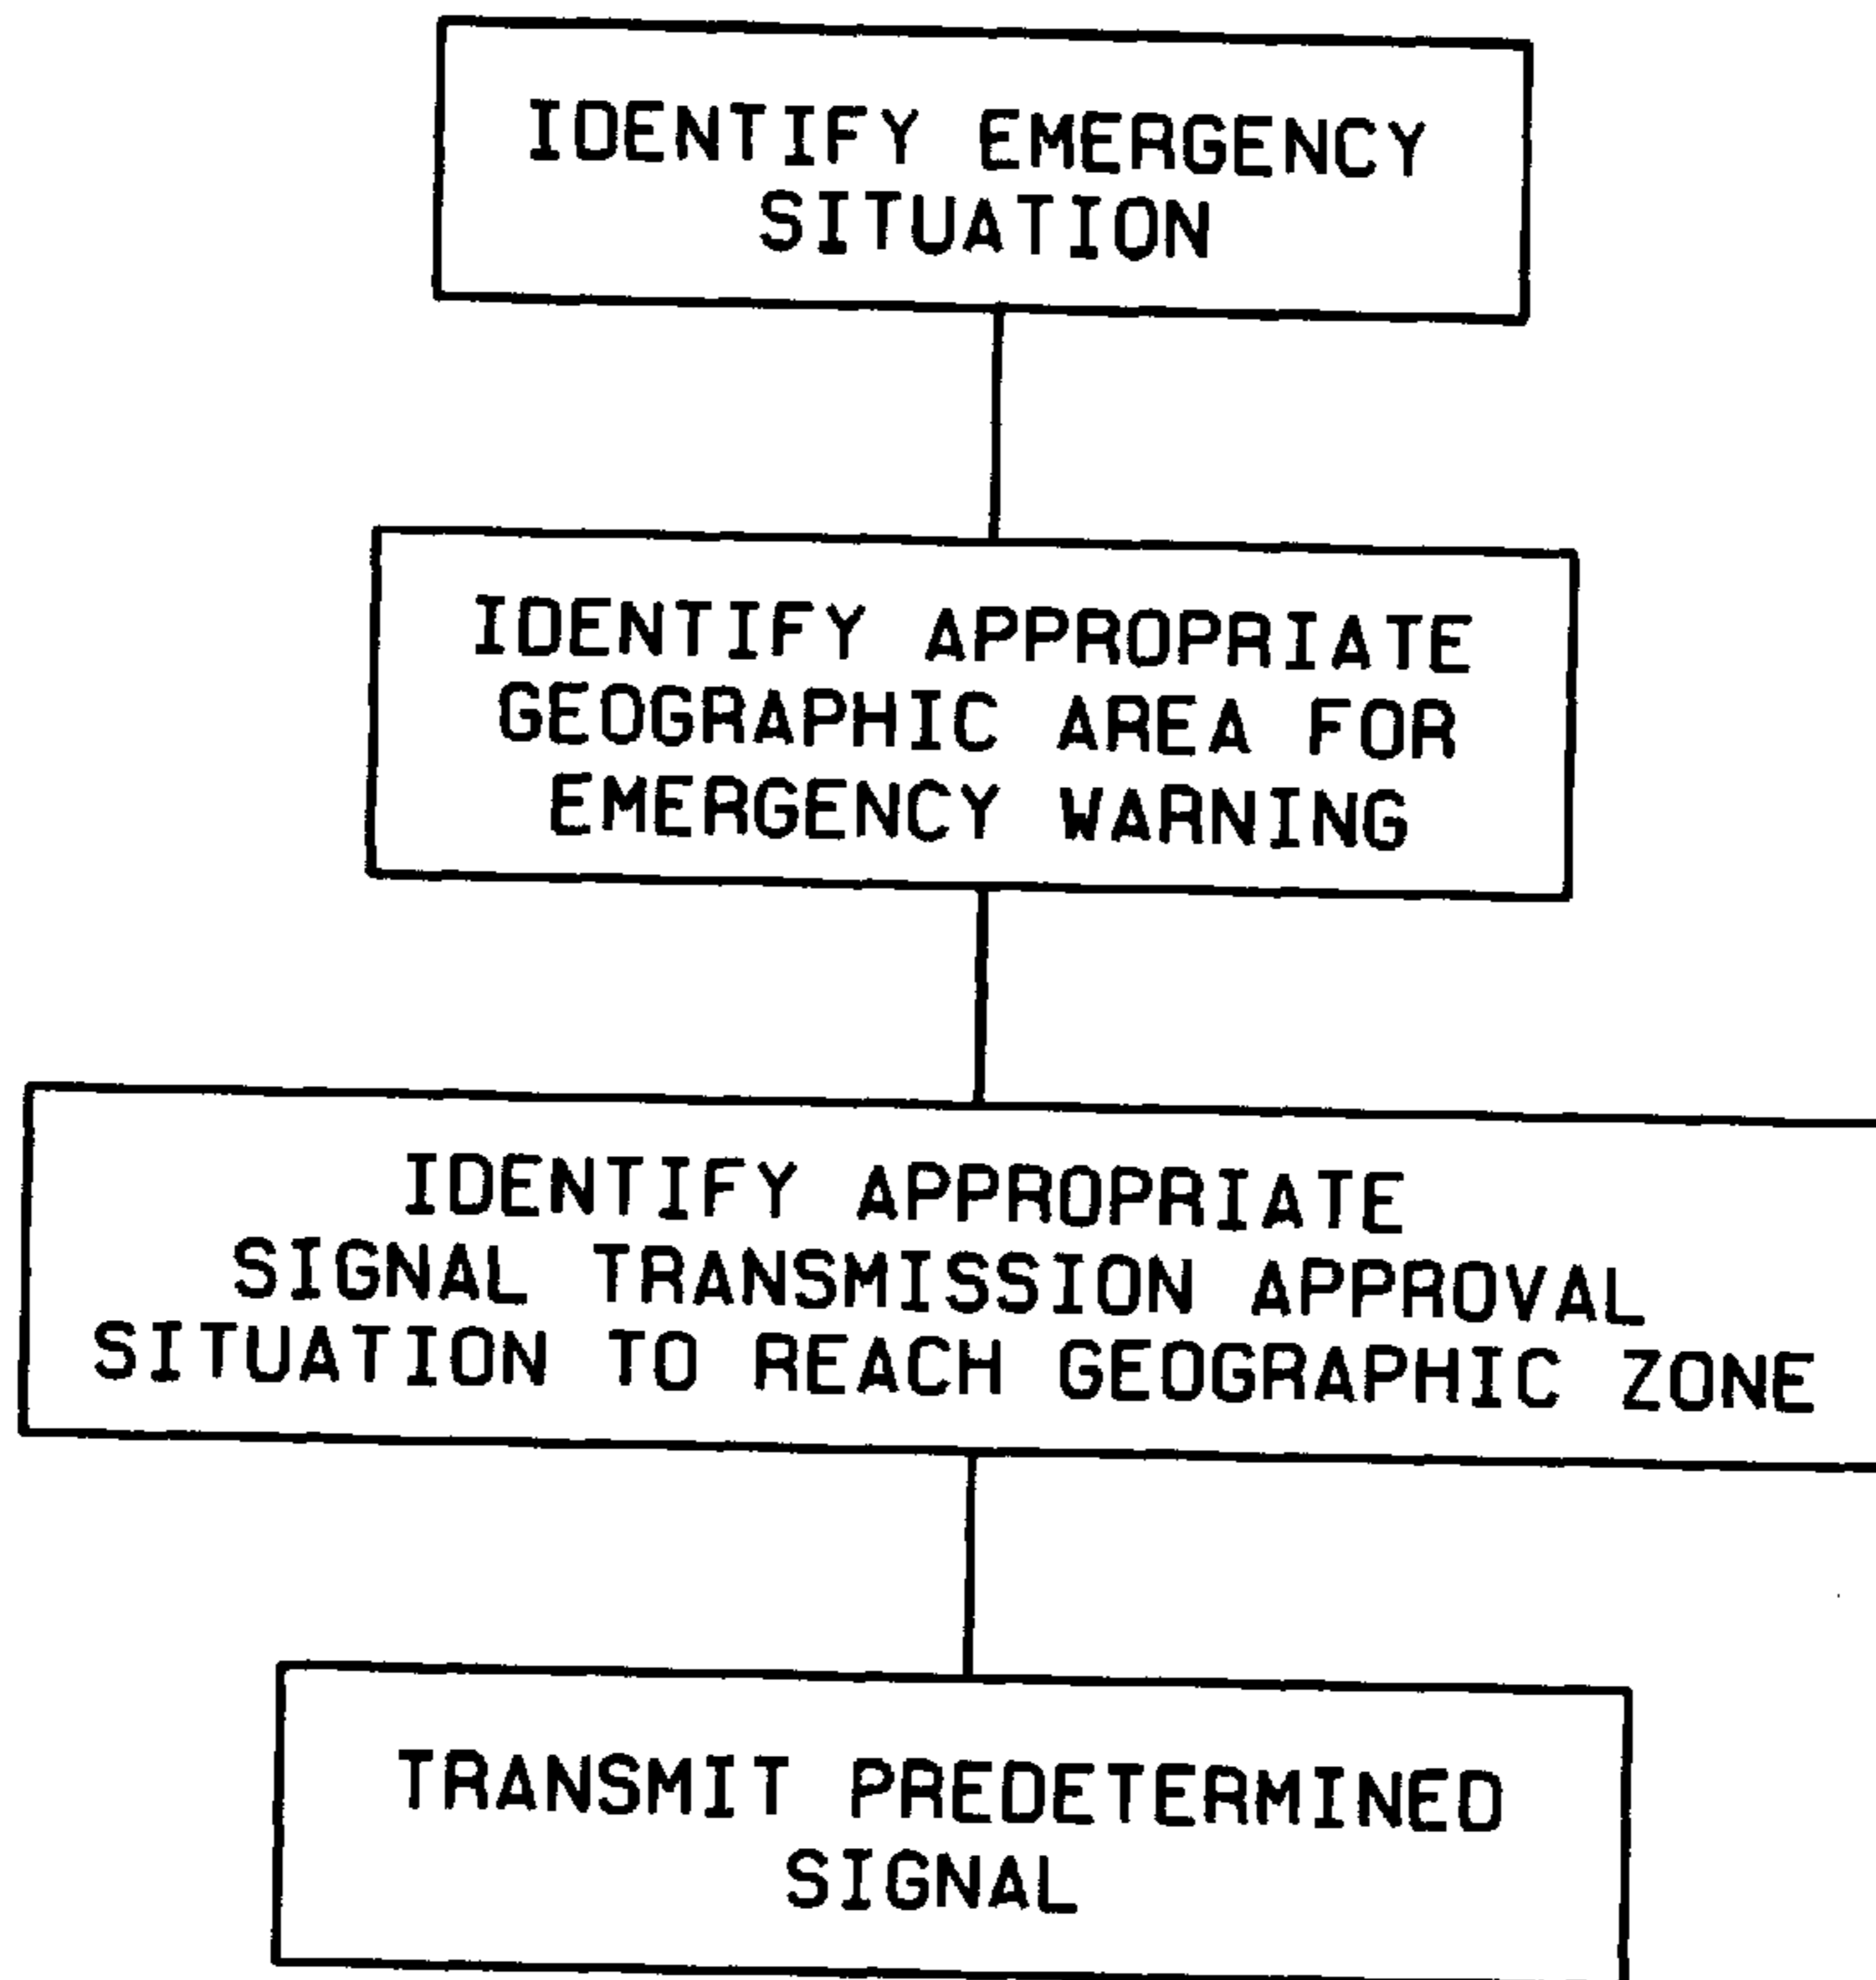 IDENTIFY EMERGENCY
SITUATION
IDENTIFY APPROPRIATE
GEOGRAPHIC AREA FOR
EMERGENCY WARNING
IDENTIFY APPROPRIATE
SIGNAL TRANSMISSION APPROVAL
SITUATION TO REACH GEOGRAPHIC ZONE
TRANSMIT PREDETERMINED
SIGNAL